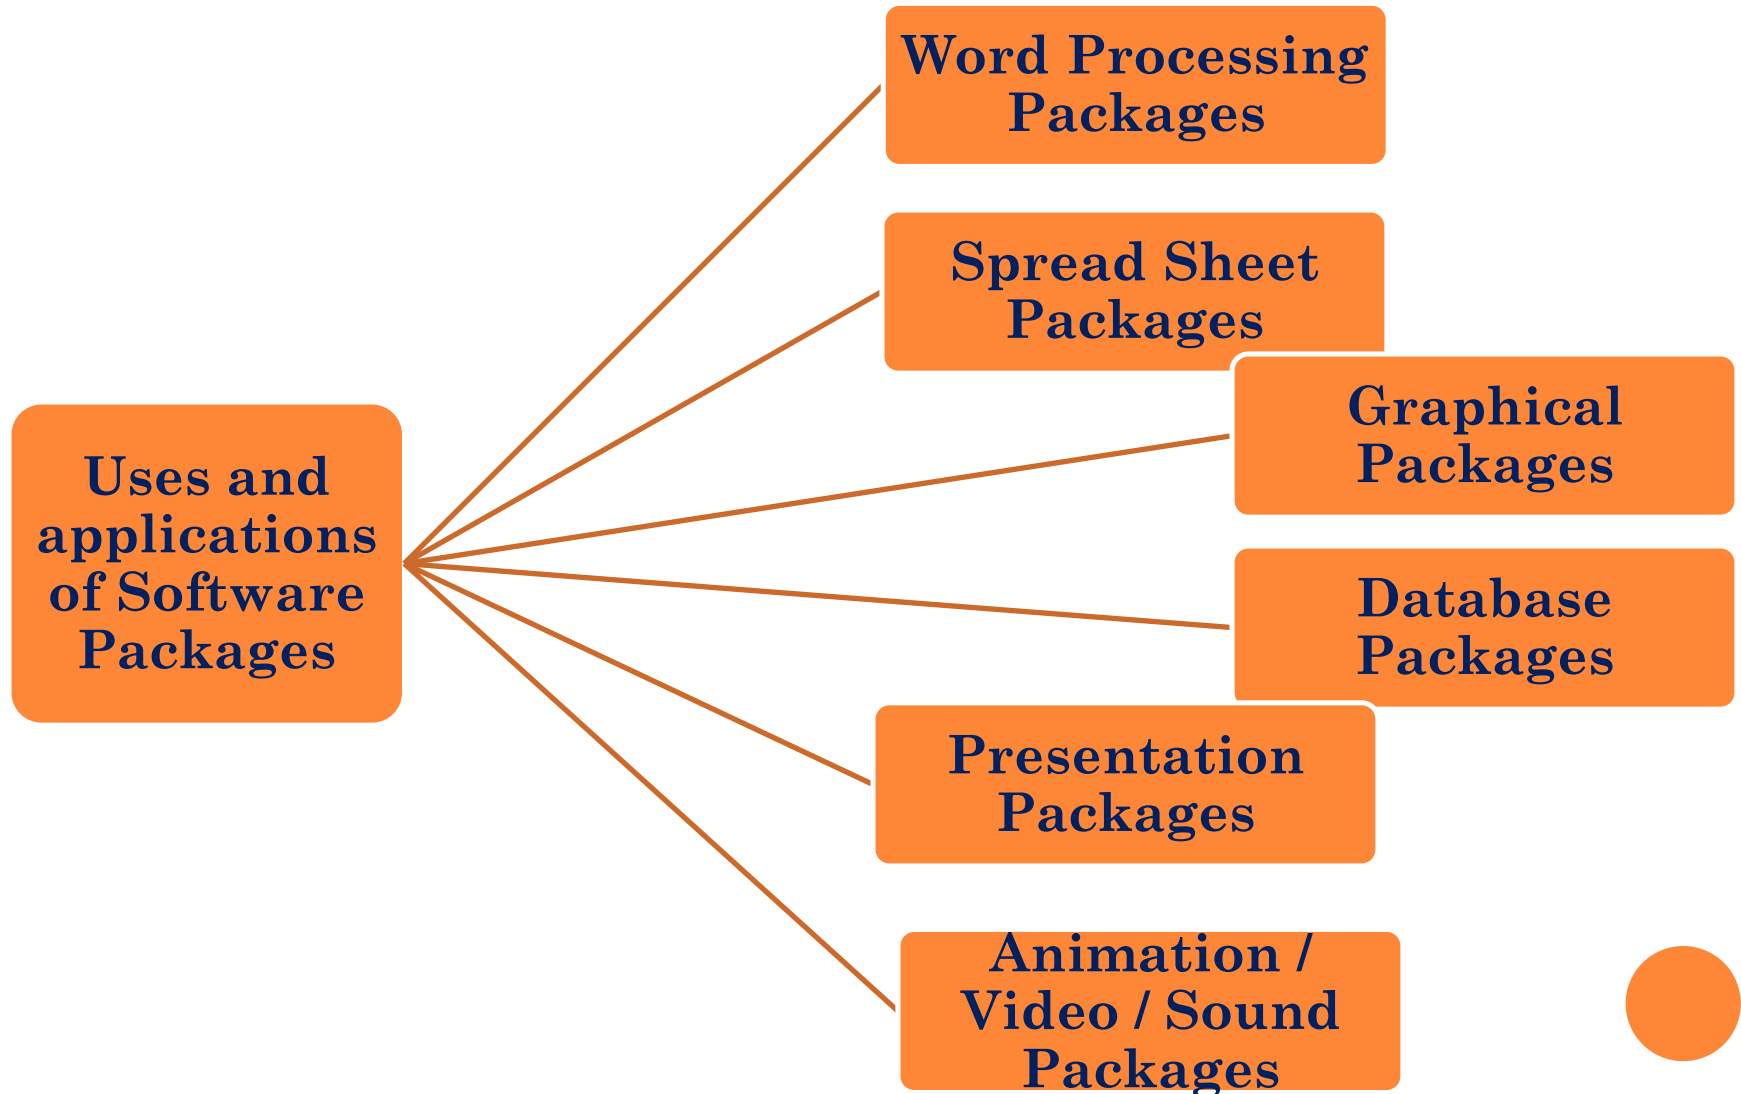 Word Processing
Packages
Spread Sheet
Packages
Graphical
Packages
Uses and
applications
of Software
Packages
Database
Packages
Presentation
Packages
Animation /
Video / Sound
Packages